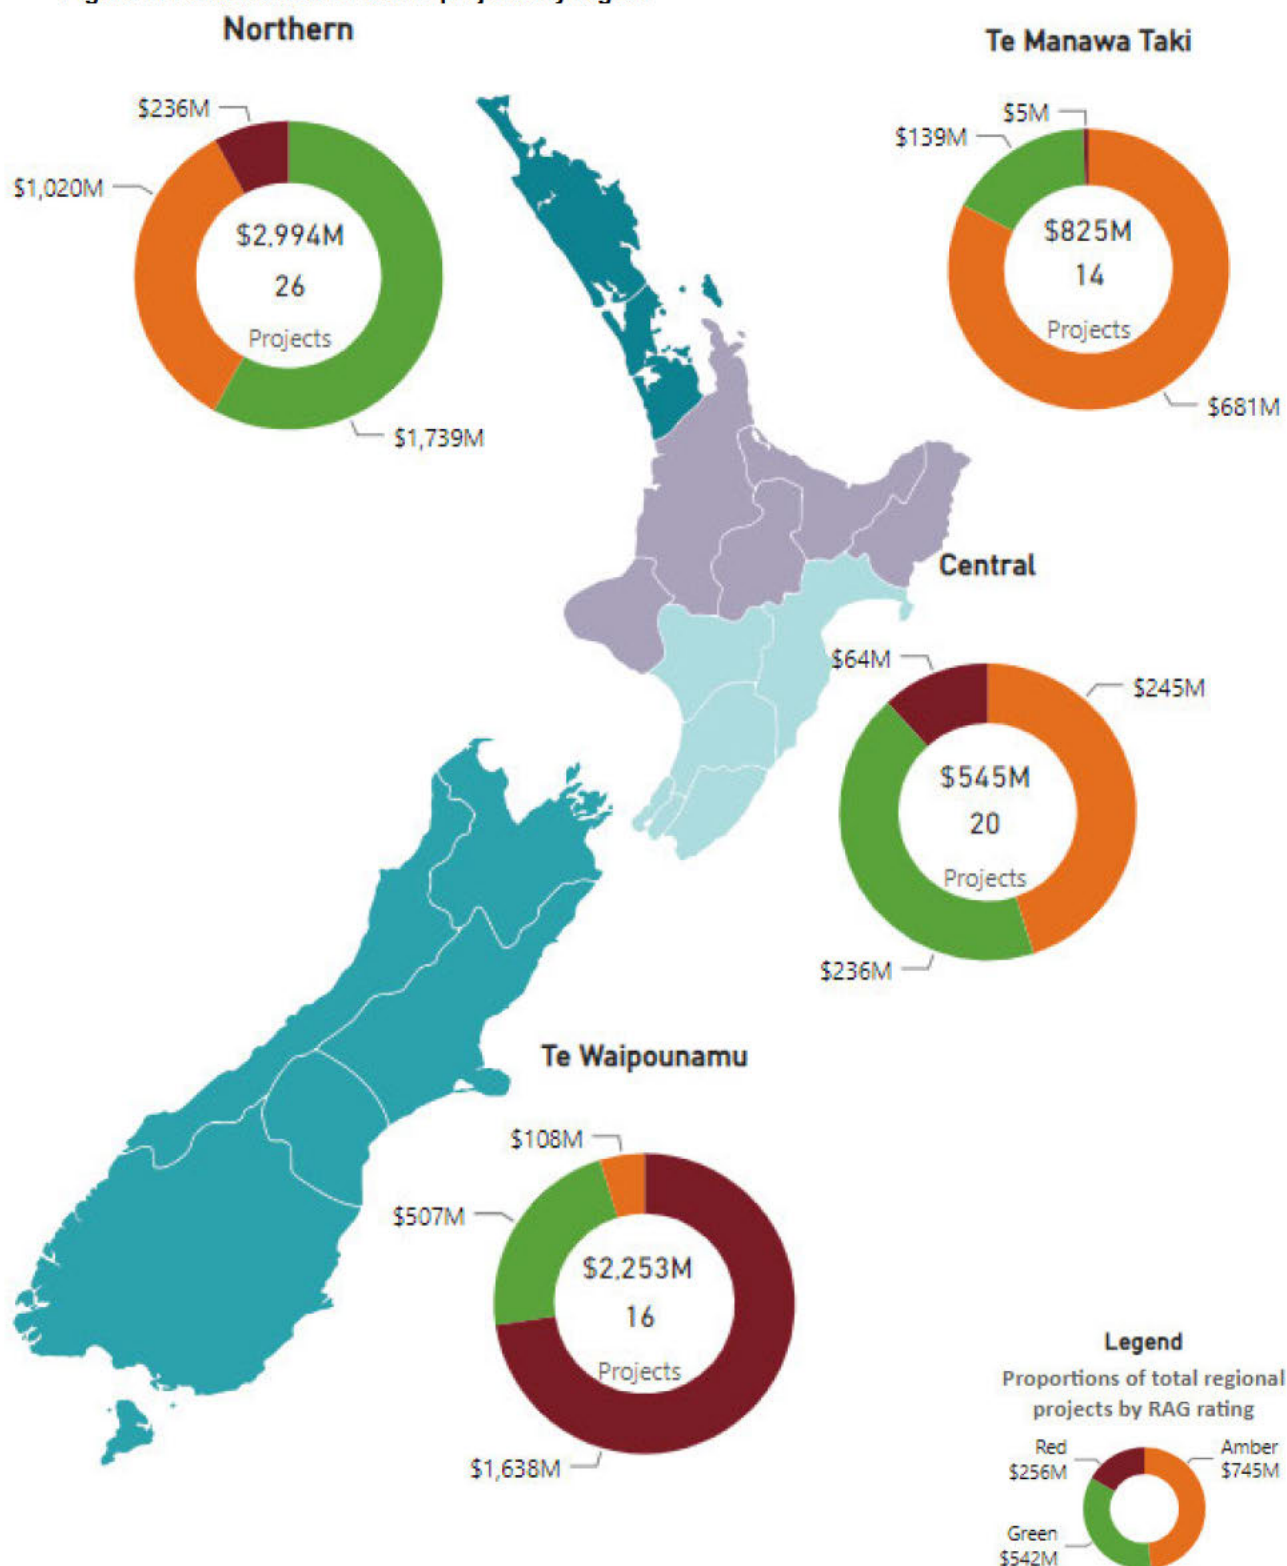 Northern
$236M
$1,020M
$2,994M
26
Projects
$1,739M
Te Manawa Taki
$5M
$139M
$825M
14
Projects
$681M
Central
$64M
$245M
$545M
20
Projects
$236M
Te Waipounamu
$108M
$507M
$2,253M
16
Projects
$1,638M
Legend
Proportions of total regional
projects by RAG rating
Red
$256M
Amber
$745M
Green
$542M